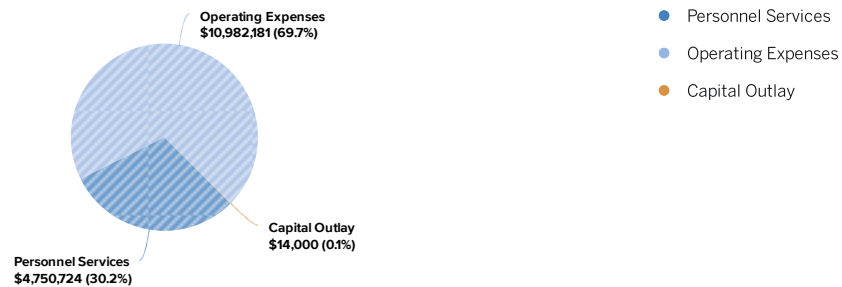 Operating Expenses
$10,982,181 (69.7%)
Capital Outlay
$14,000 (0.1%)
Personnel Services
$4,750,724 (30.2%)
Personnel Services
Operating Expenses
Capital Outlay